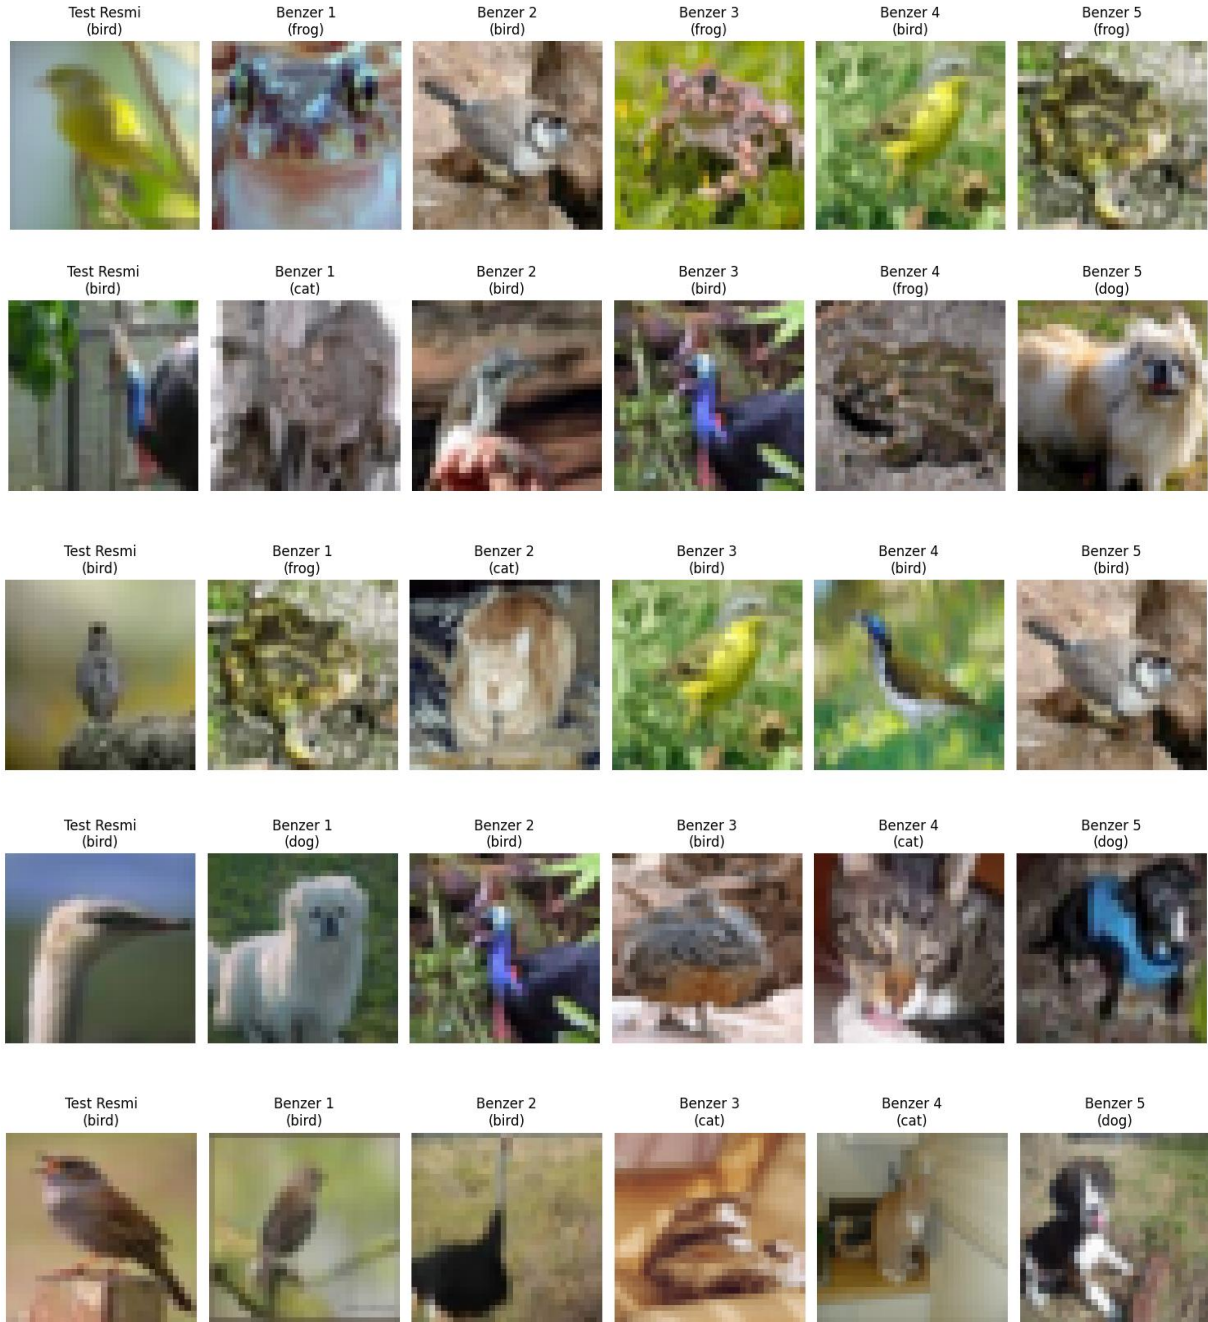 Test Resmi
(bird)
Benzer 1
(frog)
Benzer 2
(bird)
Benzer 3
(frog)
Benzer 4
(bird)
Benzer 5
(frog)
Test Resmi
(bird)
Benzer 1
(cat)
Benzer 2
(bird)
Benzer 3
(bird)
Benzer 4
(frog)
Benzer 5
(dog)
Test Resmi
(bird)
Benzer 1
(frog)
Benzer 2
(cat)
Benzer 3
(bird)
Benzer 4
(bird)
Benzer 5
(bird)
Test Resmi
(bird)
Benzer 1
(dog)
Benzer 2
(bird)
Benzer 3
(bird)
Benzer 4
(cat)
Benzer 5
(dog)
Test Resmi
(bird)
Benzer 1
(bird)
Benzer 2
(bird)
Benzer 3
(cat)
Benzer 4
(cat)
Benzer 5
(dog)